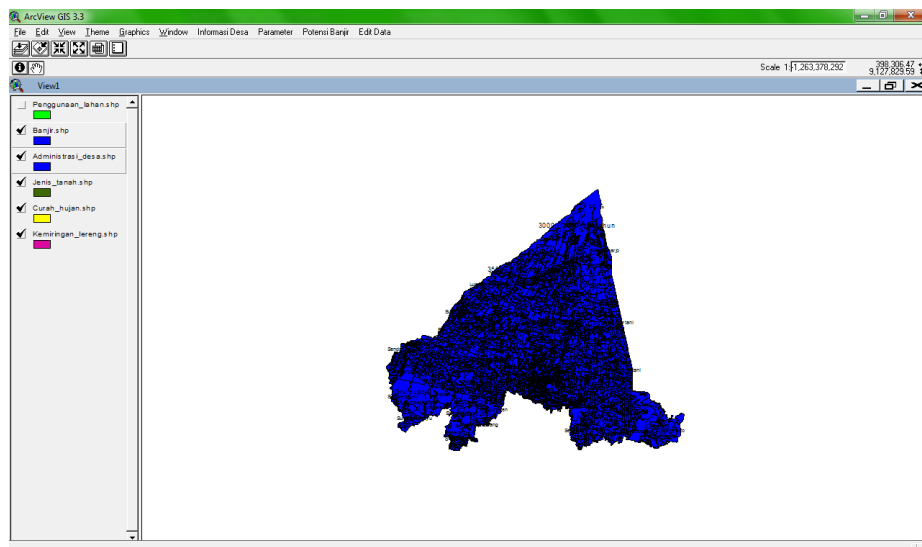 ArcView GIS 3.3
File Edit View Theme Graphics Window Informasi Desa Parameter Potensi Banjir Edit Data
Scale 1: -1,263,378,292
398,306.47
9,127,829.59
View1
Penggunaan_lahan.shp
Banjir.shp
Administrasi_desa.shp
Jenis_tanah.shp
Curah_hujan.shp
Kemiringan_lereng.shp